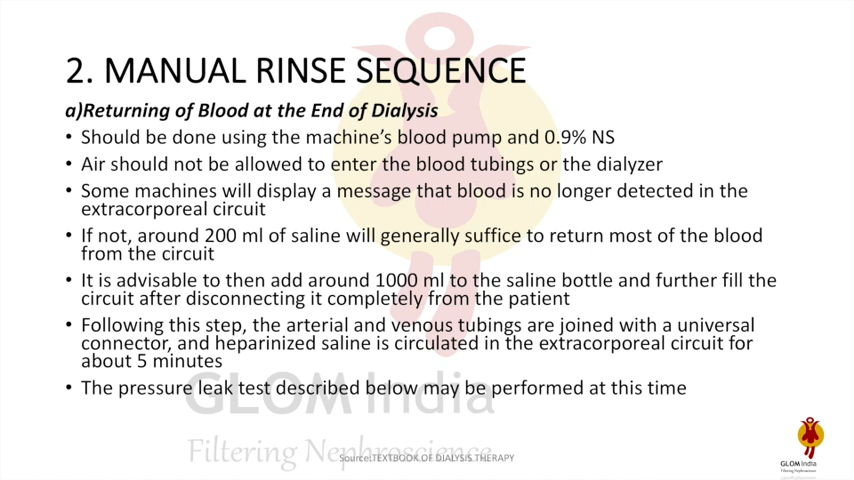 2. MANUAL RINSE SEQUENCE
a)Returning of Blood at the End of Dialysis
• Should be done using the machine's blood pump and 0.9% NS
• Air should not be allowed to enter the blood tubings or the dialyzer
• Some machines will display a message that blood is no longer detected in the
extracorporeal circuit
• If not, around 200 ml of saline will generally suffice to return most of the blood
from the circuit
• It is advisable to then add around 1000 ml to the saline bottle and further fill the
circuit after disconnecting it completely from the patient
• Following this step, the arterial and venous tubings are joined with a universal
connector, and heparinized saline is circulated in the extracorporeal circuit for
about 5 minutes
• The pressure leak test described below may be performed at this time
GLOM India
Filtering Nephroscience
Source:TEXTBOOK OF DIALYSIS THERAPY
GLOM India
Filtering Nephroscience